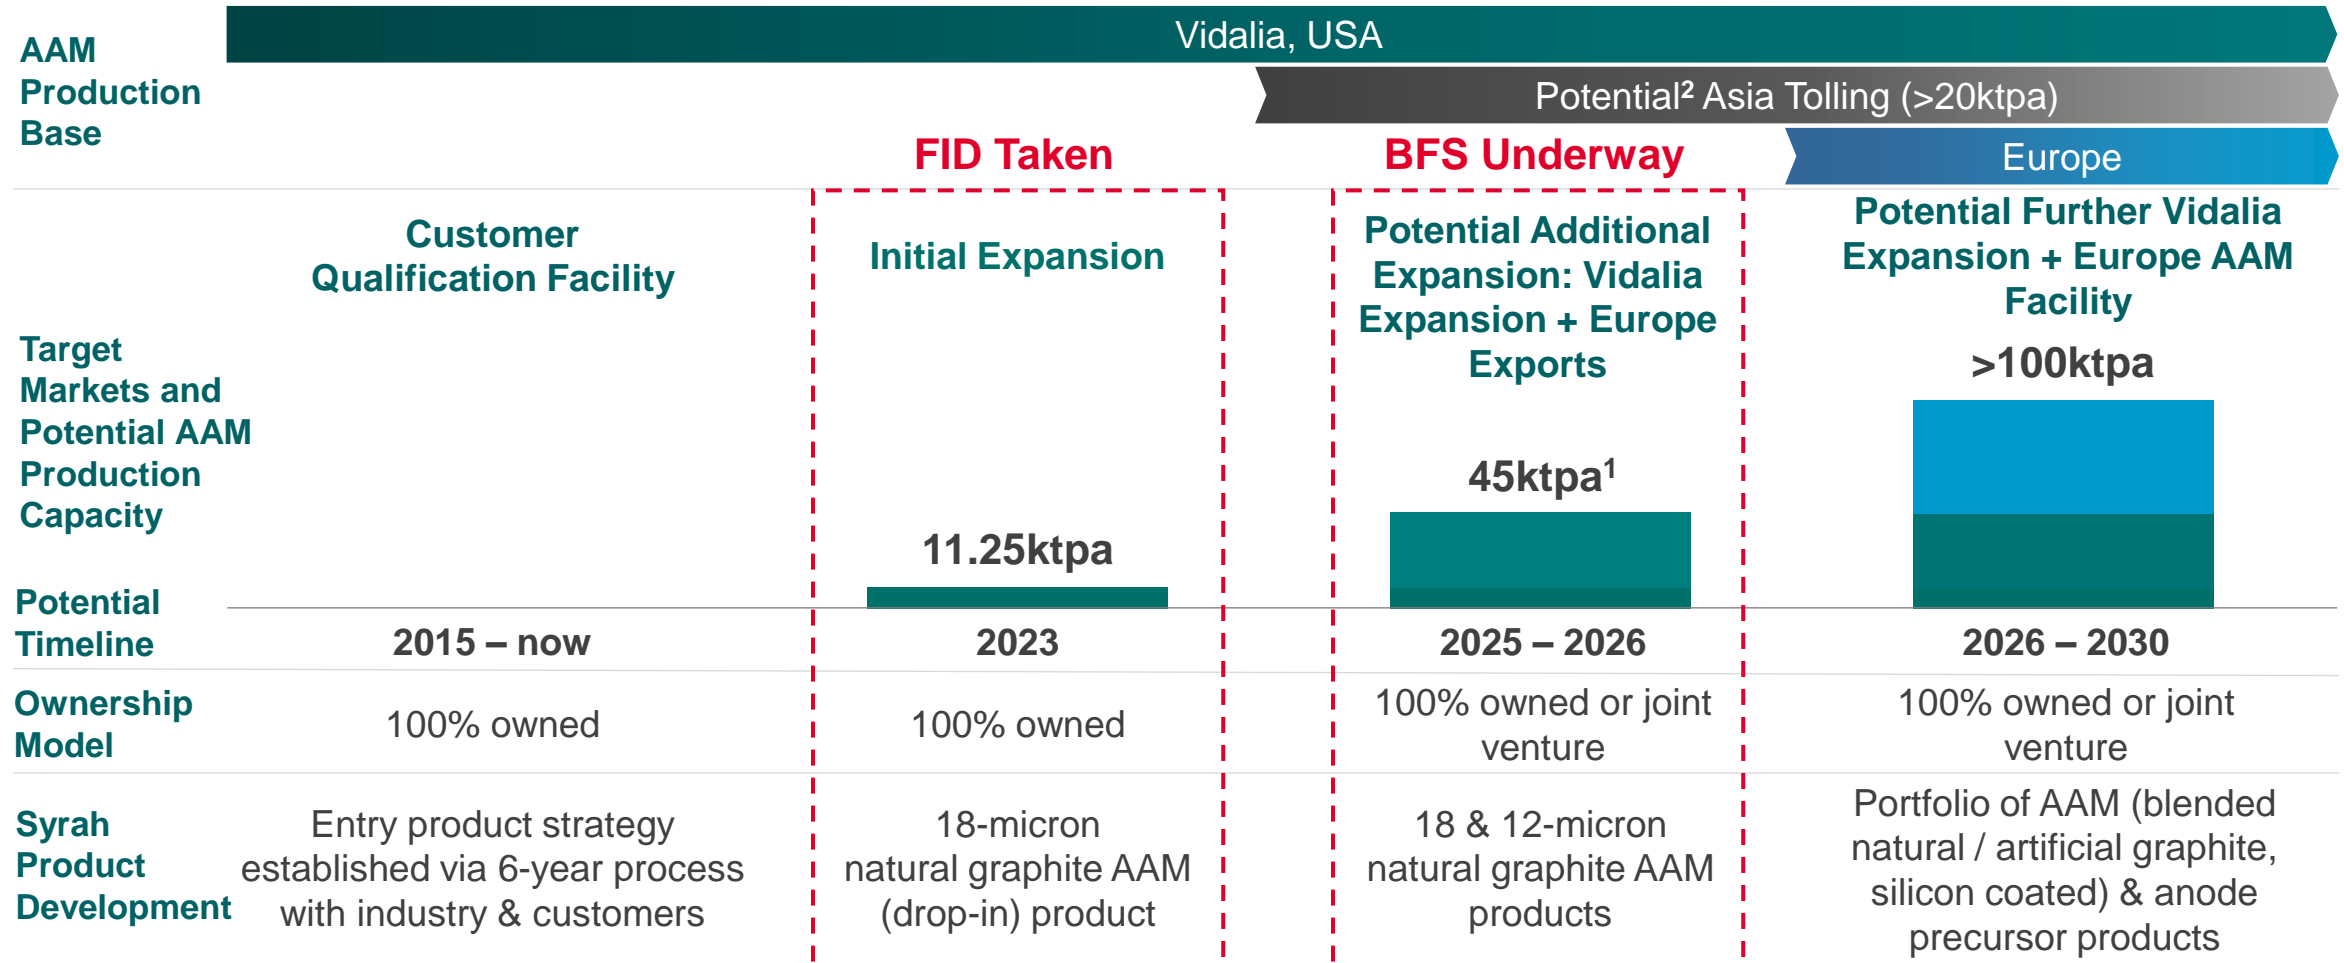 AAM
Production
Base
Vidalia, USA
Potential² Asia Tolling (>20ktpa)
Europe
FID Taken
BFS Underway
Target
Markets and
Potential AAM
Production
Capacity
Customer
Qualification Facility
Initial Expansion
11.25ktpa
Potential Additional
Expansion: Vidalia
Expansion + Europe
Exports
45ktpa¹
Potential Further Vidalia
Expansion + Europe AAM
Facility
>100ktpa
Potential
Timeline
2015 – now
2023
2025 – 2026
2026 – 2030
Ownership
Model
100% owned
100% owned
100% owned or joint
venture
100% owned or joint
venture
Syrah
Product
Development
Entry product strategy
established via 6-year process
with industry & customers
18-micron
natural graphite AAM
(drop-in) product
18 & 12-micron
natural graphite AAM
products
Portfolio of AAM (blended
natural / artificial graphite,
silicon coated) & anode
precursor products